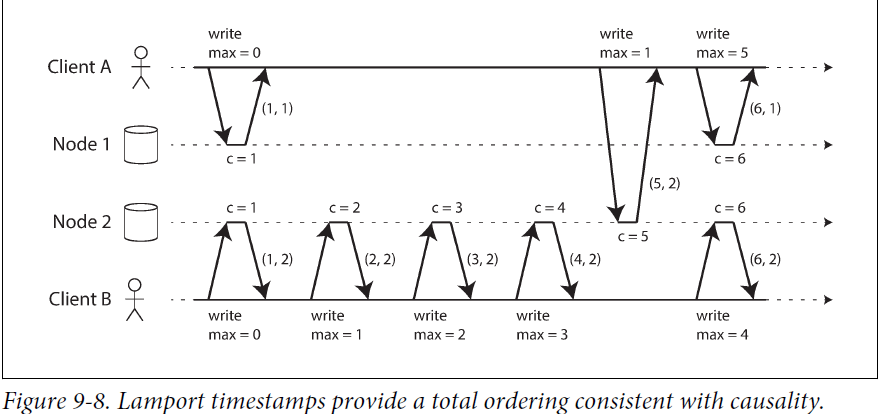 write write write
max = 0 max = 1 max = 5
Client A
(1, 1) (6, 1)
Node 1
c = 1 c = 6
(5, 2)
c = 1 c = 2 c = 3 c = 4 c = 6
Node 2
c = 5
(1, 2) (2, 2) (3, 2) (4, 2) (6, 2)
Client B
write write write write write
max = 0 max = 1 max = 2 max = 3 max = 4
Figure 9-8. Lamport timestamps provide a total ordering consistent with causality.